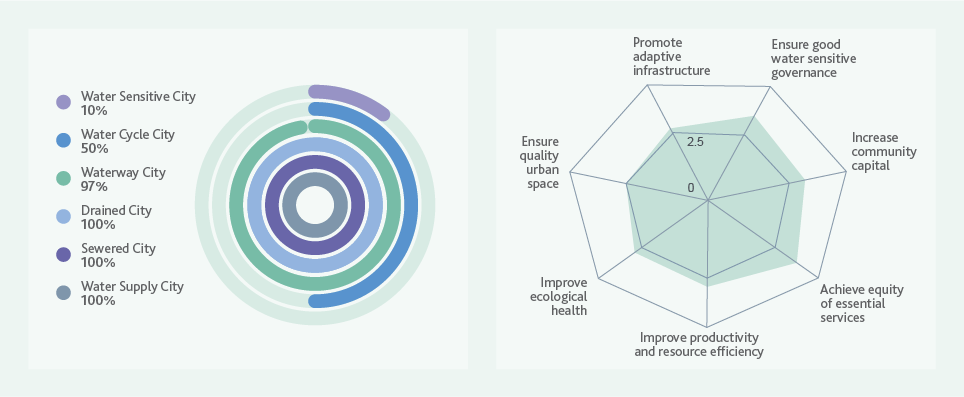 Water Sensitive City
10%
Water Cycle City
50%
Waterway City
97%
Drained City
100%
Sewered City
100%
Water Supply City
100%
Promote
adaptive
infrastructure
Ensure good
water sensitive
governance
Increase
community
capital
Achieve equity
of essential
services
Improve productivity
and resource efficiency
Improve
ecological
health
Ensure
quality
urban
space
2.5
0